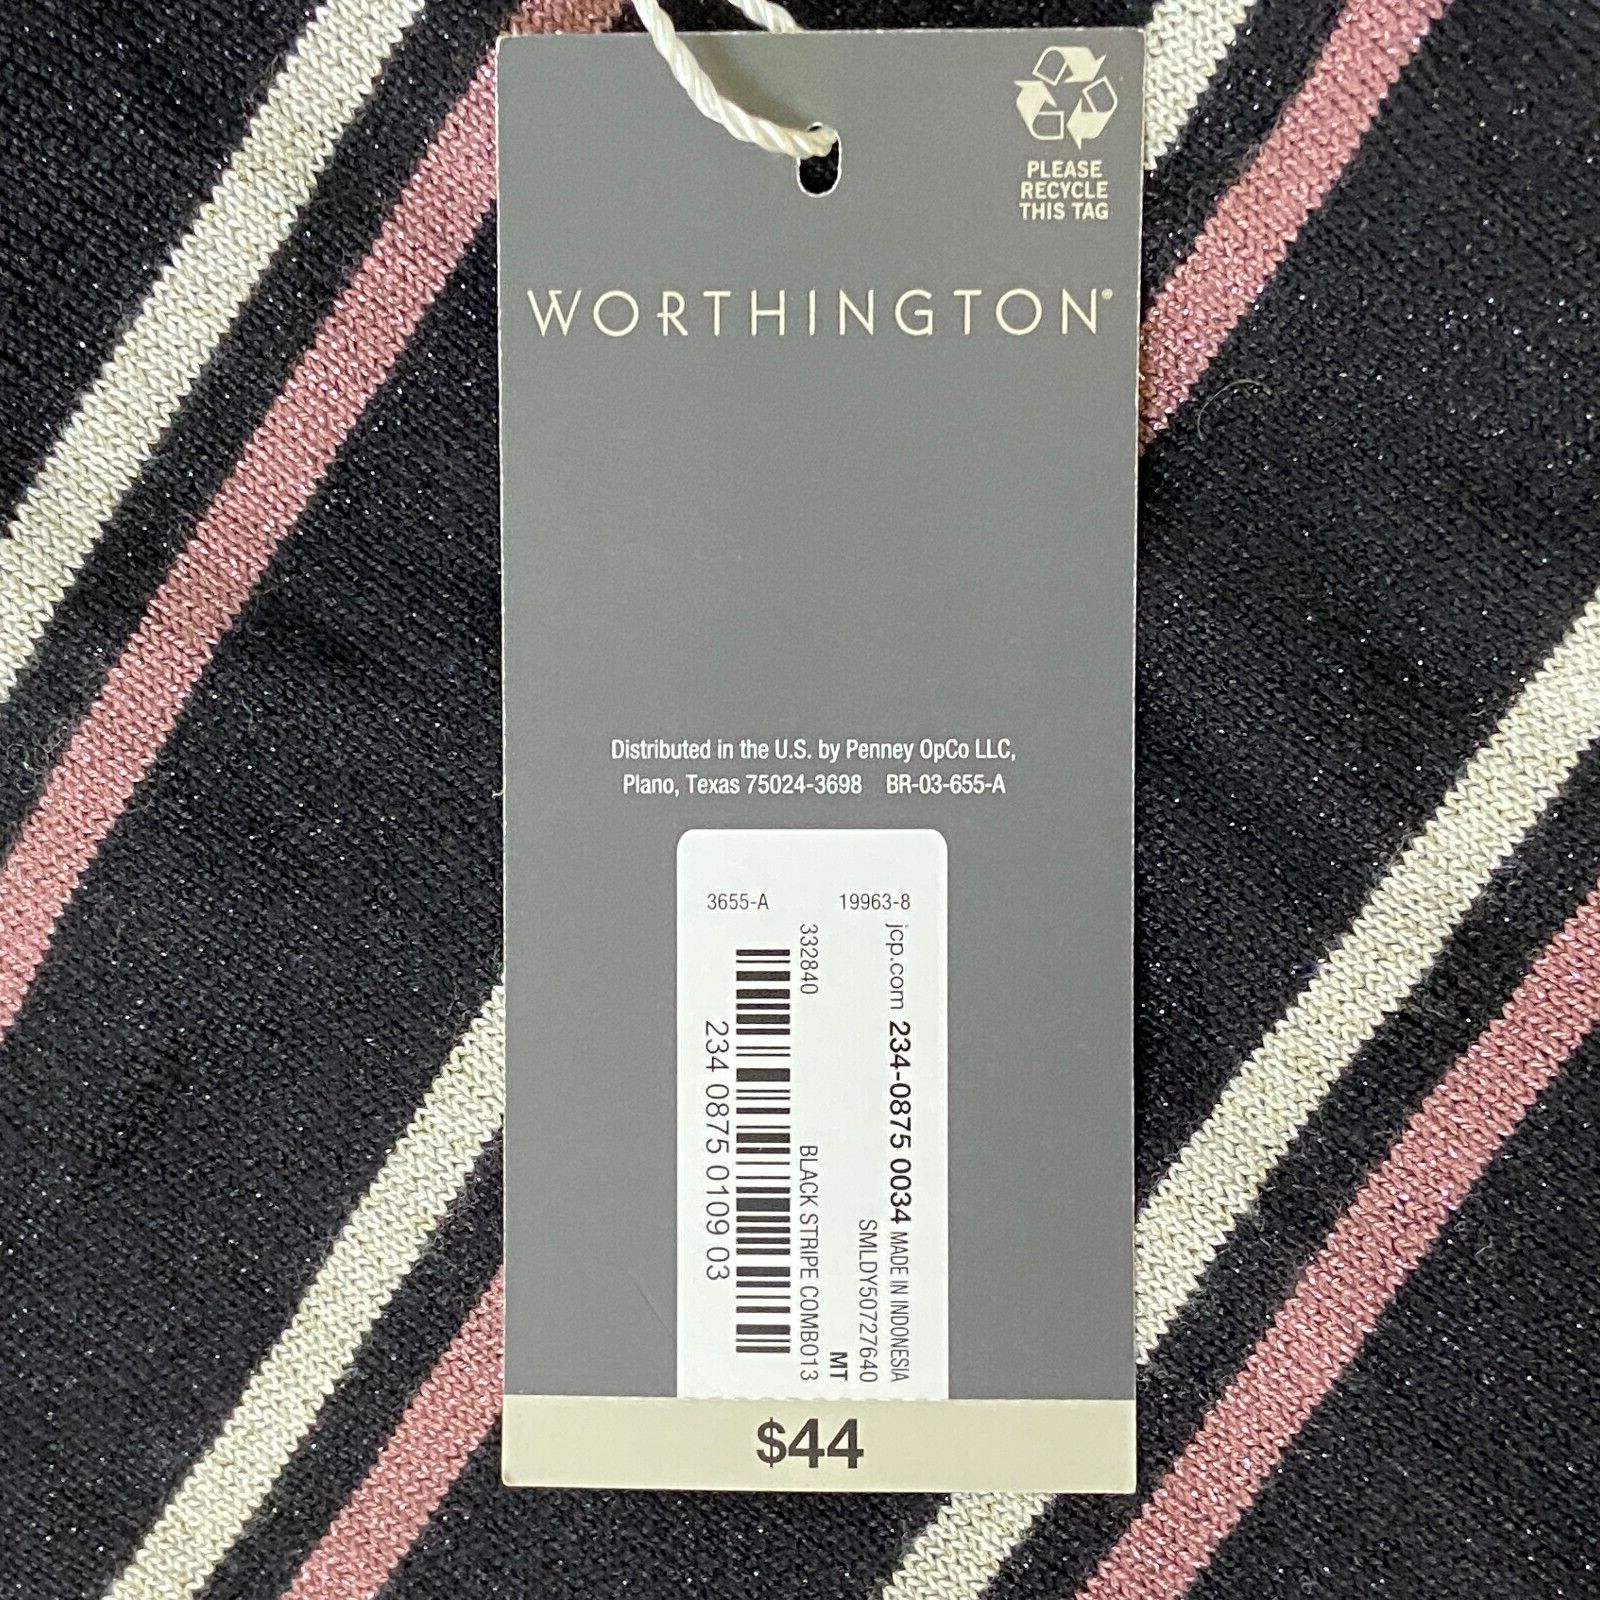 PLEASE
RECYCLE
THIS TAG
WORTHINGTON®
Distributed in the U.S. by Penney OpCo LLC,
Plano, Texas 75024-3698 BR-03-655-A
3655-A 19963-8
jcp.com 234-0875 0034 MADE IN INDONESIA
SMLDY50727640
MT
332840 BLACK STRIPE COMB013
234 0875 0109 03
$44